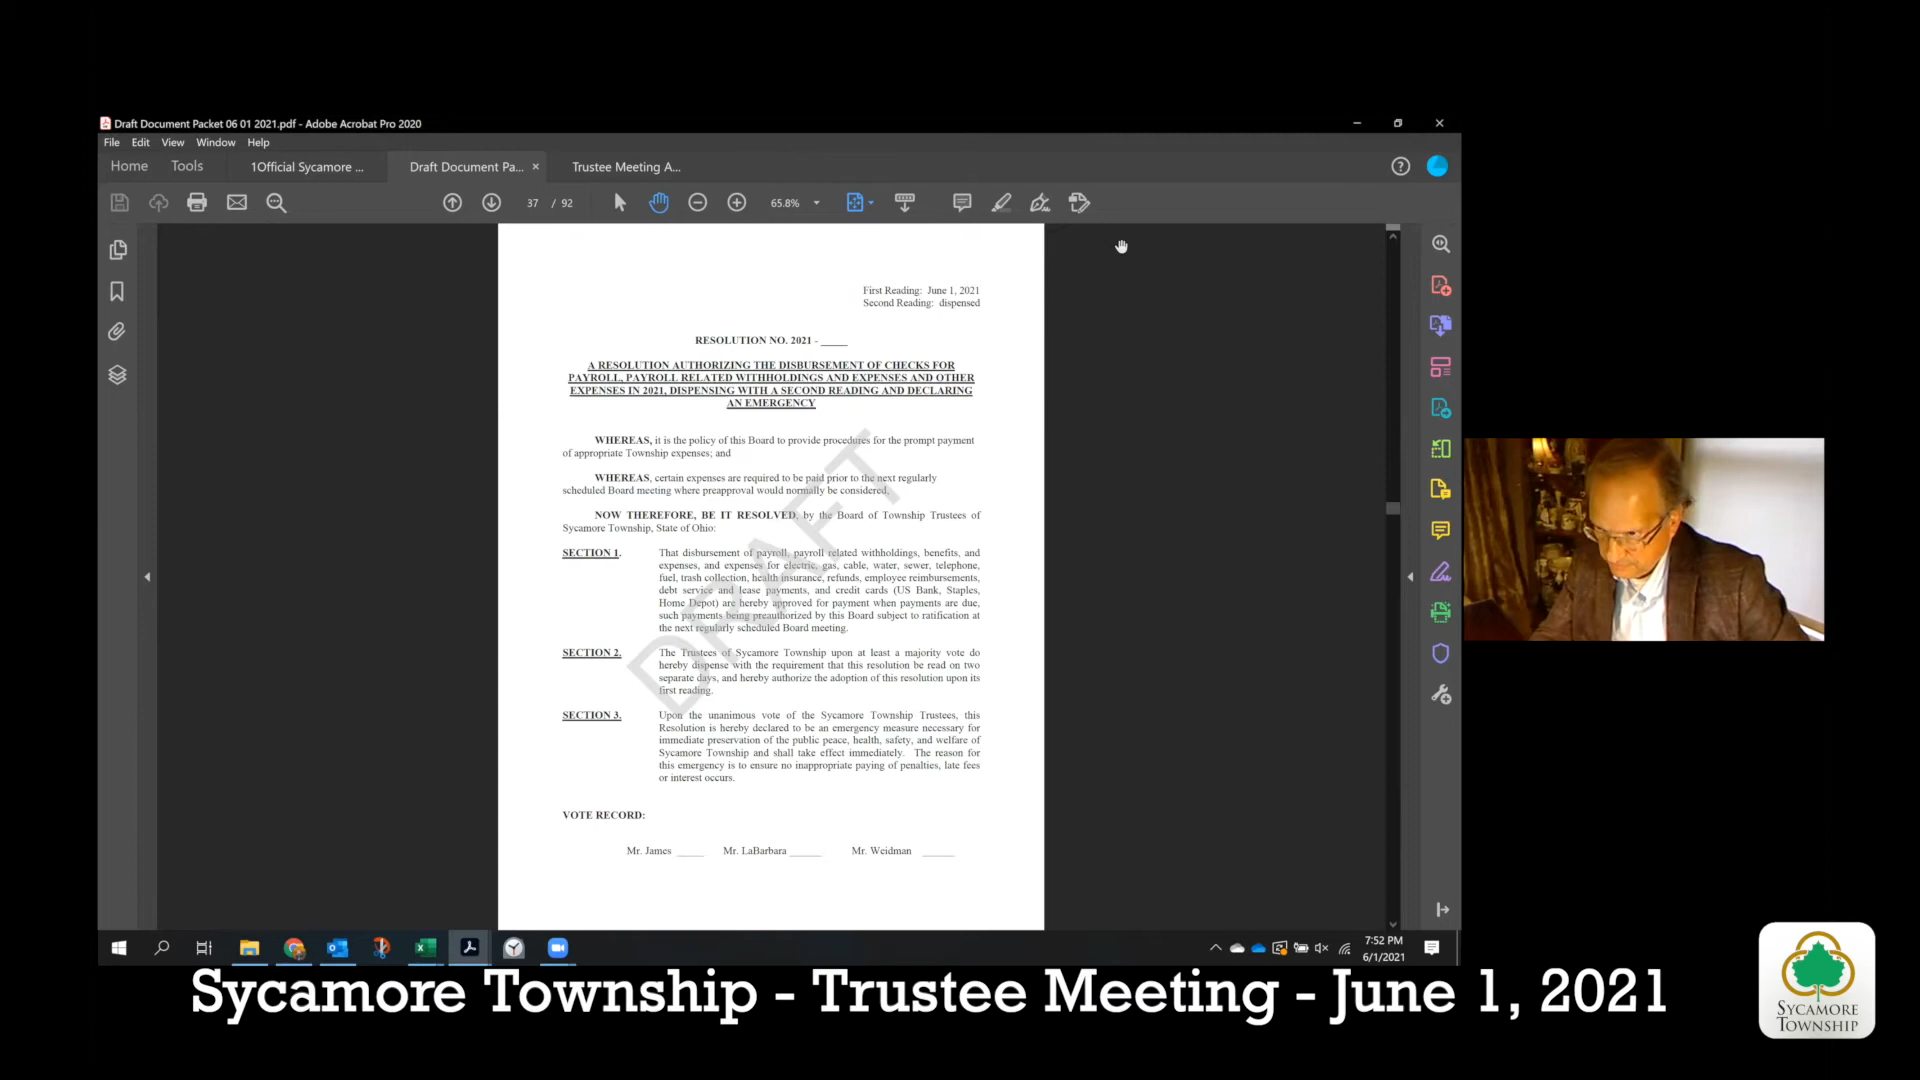 Draft Document Packet 06 01 2021.pdf - Adobe Acrobat Pro 2020
File Edit View Window Help
Home Tools 1Official Sycamore ... Draft Document Pa... × Trustee Meeting A...
37 / 92 65.8%
First Reading: June 1, 2021
Second Reading: dispensed
RESOLUTION NO. 2021 - ____
A RESOLUTION AUTHORIZING THE DISBURSEMENT OF CHECKS FOR
PAYROLL, PAYROLL RELATED WITHHOLDINGS AND EXPENSES AND OTHER
EXPENSES IN 2021, DISPENSING WITH A SECOND READING AND DECLARING
AN EMERGENCY
WHEREAS, it is the policy of this Board to provide procedures for the prompt payment
of appropriate Township expenses; and
WHEREAS, certain expenses are required to be paid prior to the next regularly
scheduled Board meeting where preapproval would normally be considered,
NOW THEREFORE, BE IT RESOLVED, by the Board of Township Trustees of
Sycamore Township, State of Ohio:
SECTION 1. That disbursement of payroll, payroll related withholdings, benefits, and
expenses, and expenses for electric, gas, cable, water, sewer, telephone,
fuel, trash collection, health insurance, refunds, employee reimbursements,
debt service and lease payments, and credit cards (US Bank, Staples,
Home Depot) are hereby approved for payment when payments are due,
such payments being preauthorized by this Board subject to ratification at
the next regularly scheduled Board meeting.
SECTION 2. The Trustees of Sycamore Township upon at least a majority vote do
hereby dispense with the requirement that this resolution be read on two
separate days, and hereby authorize the adoption of this resolution upon its
first reading.
SECTION 3. Upon the unanimous vote of the Sycamore Township Trustees, this
Resolution is hereby declared to be an emergency measure necessary for
immediate preservation of the public peace, health, safety, and welfare of
Sycamore Township and shall take effect immediately. The reason for
this emergency is to ensure no inappropriate paying of penalties, late fees
or interest occurs.
VOTE RECORD:
Mr. James _____ Mr. LaBarbara ______ Mr. Weidman ______
DRAFT
7:52 PM
6/1/2021
Sycamore Township - Trustee Meeting - June 1, 2021
SYCAMORE
TOWNSHIP